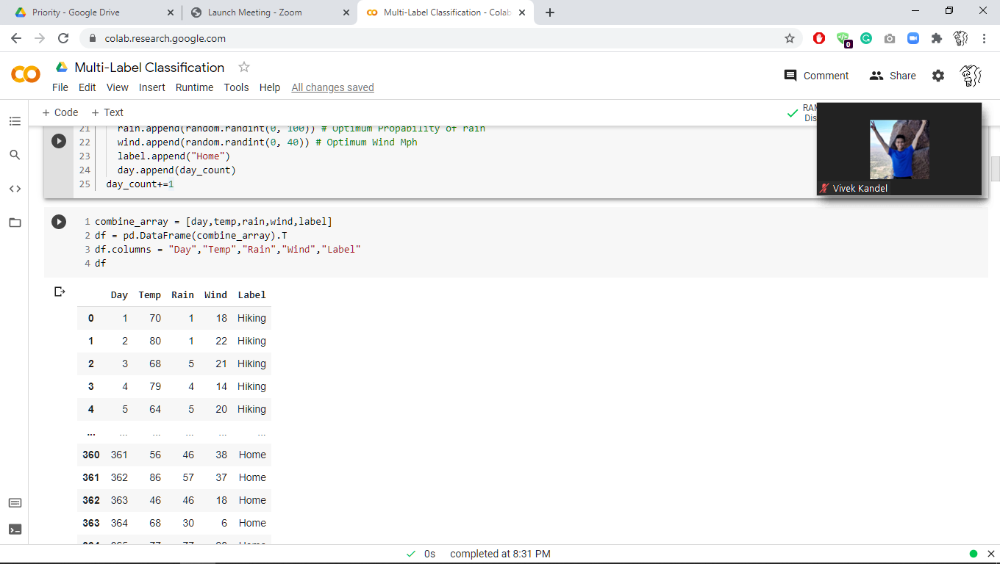 Priority - Google Drive
Launch Meeting - Zoom
Multi-Label Classification - Colab
colab.research.google.com
0
Multi-Label Classification
File Edit View Insert Runtime Tools Help All changes saved
Comment Share
+ Code + Text
RAM
Dis
21 rain.append(random.randint(0, 100)) # Optimum Propability of rain
22 wind.append(random.randint(0, 40)) # Optimum Wind Mph
23 label.append("Home")
24 day.append(day_count)
25 day_count+=1
Vivek Kandel
1 combine_array = [day,temp,rain,wind,label]
2 df = pd.DataFrame(combine_array).T
3 df.columns = "Day","Temp","Rain","Wind","Label"
4 df
Day Temp Rain Wind Label
0 1 70 1 18 Hiking
1 2 80 1 22 Hiking
2 3 68 5 21 Hiking
3 4 79 4 14 Hiking
4 5 64 5 20 Hiking
... ... ... ... ... ...
360 361 56 46 38 Home
361 362 86 57 37 Home
362 363 46 46 18 Home
363 364 68 30 6 Home
0s completed at 8:31 PM